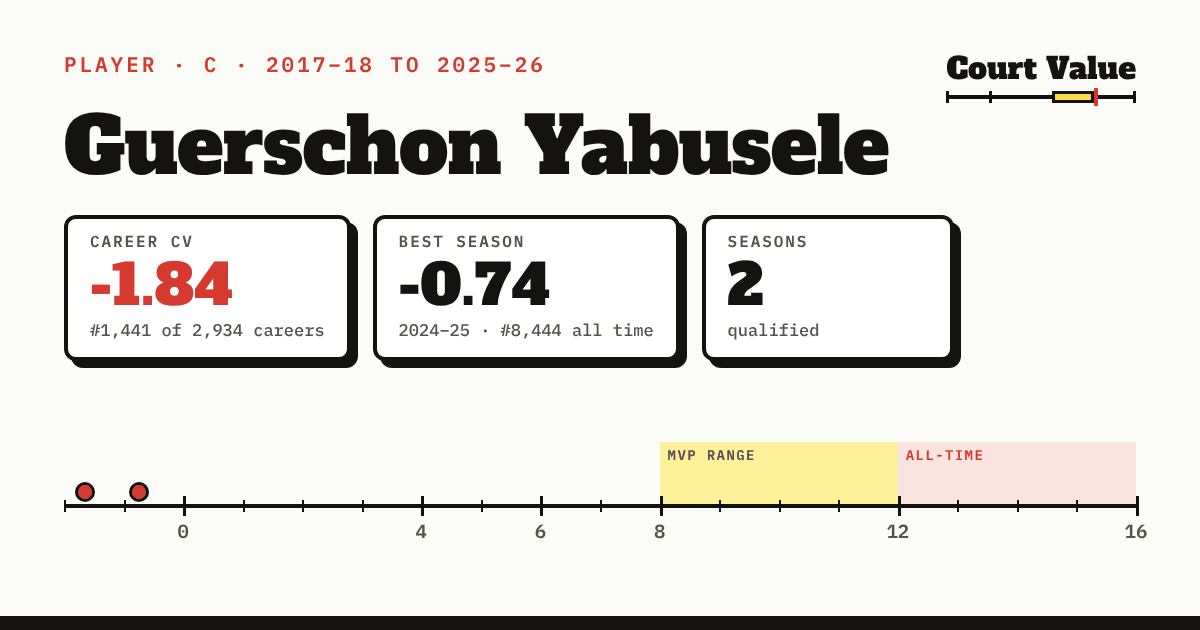 PLAYER · C · 2017–18 TO 2025–26
Court Value
Guerschon Yabusele
CAREER CV
-1.84
#1,441 of 2,934 careers
BEST SEASON
-0.74
2024–25 · #8,444 all time
SEASONS
2
qualified
MVP RANGE
ALL-TIME
0 4 6 8 12 16